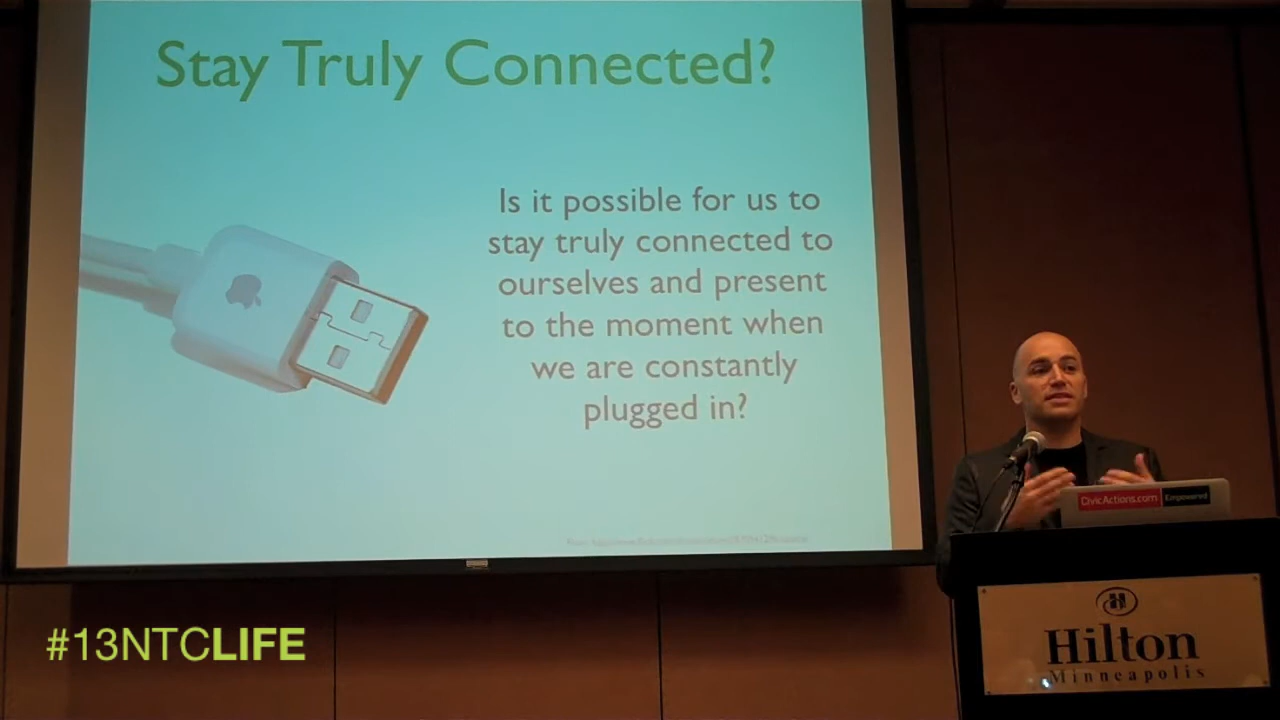 Stay Truly Connected?
Is it possible for us to
stay truly connected to
ourselves and present
to the moment when
we are constantly
plugged in?
CivicActions.com Empowered
Hilton
Minneapolis
#13NTCLIFE